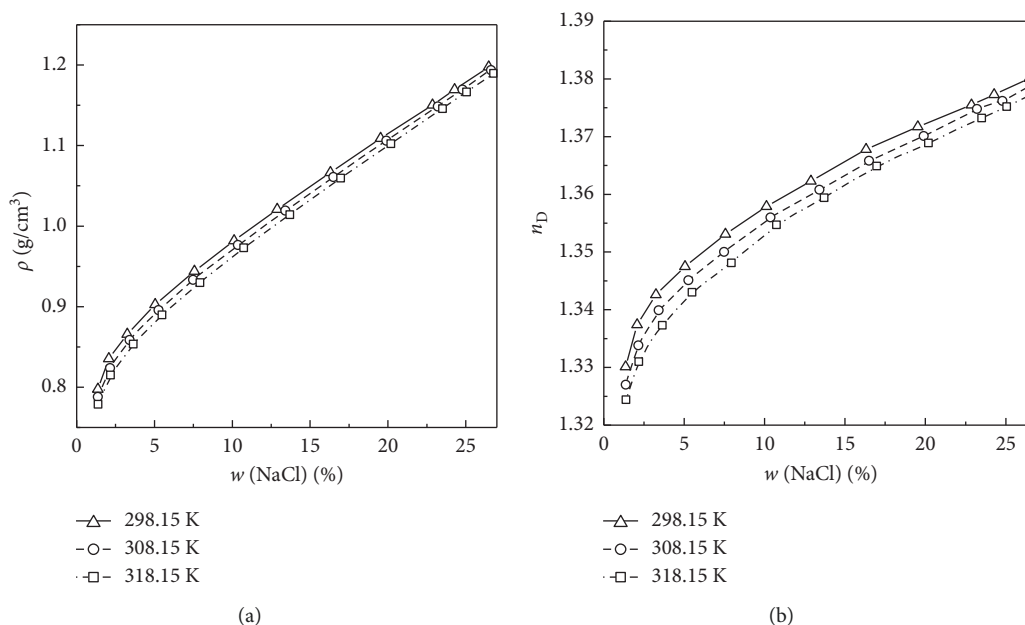 1.2
1.1
1.0
0.9
0.8
ρ (g/cm³)
0 5 10 15 20 25
w (NaCl) (%)
298.15 K
308.15 K
318.15 K
(a)
1.39
1.38
1.37
1.36
1.35
1.34
1.33
1.32
nD
0 5 10 15 20 25
w (NaCl) (%)
298.15 K
308.15 K
318.15 K
(b)